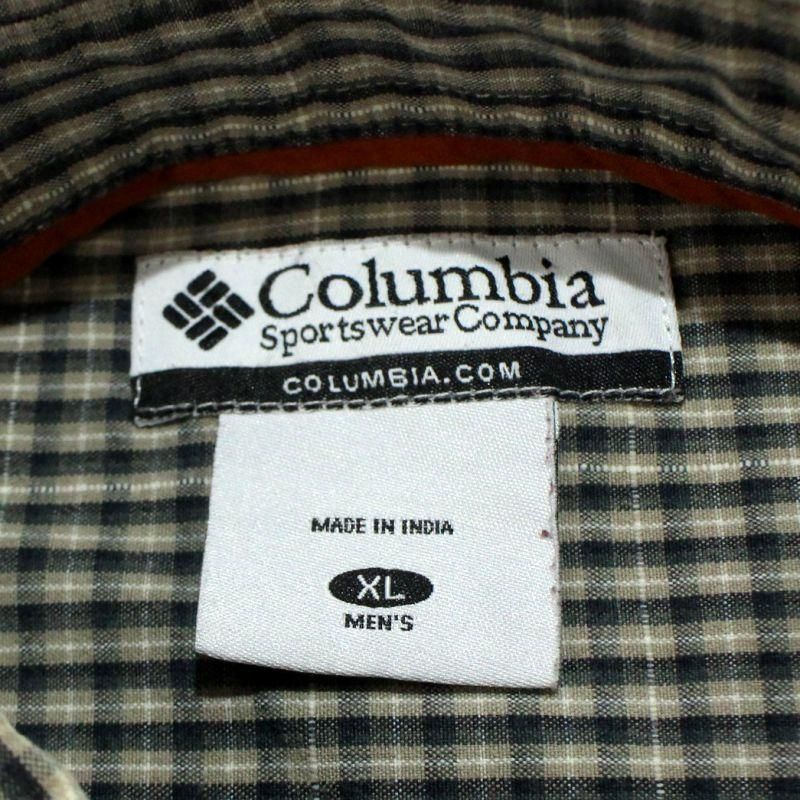 Columbia
Sportswear Company
COLUMBIA.COM
MADE IN INDIA
XL
MEN'S